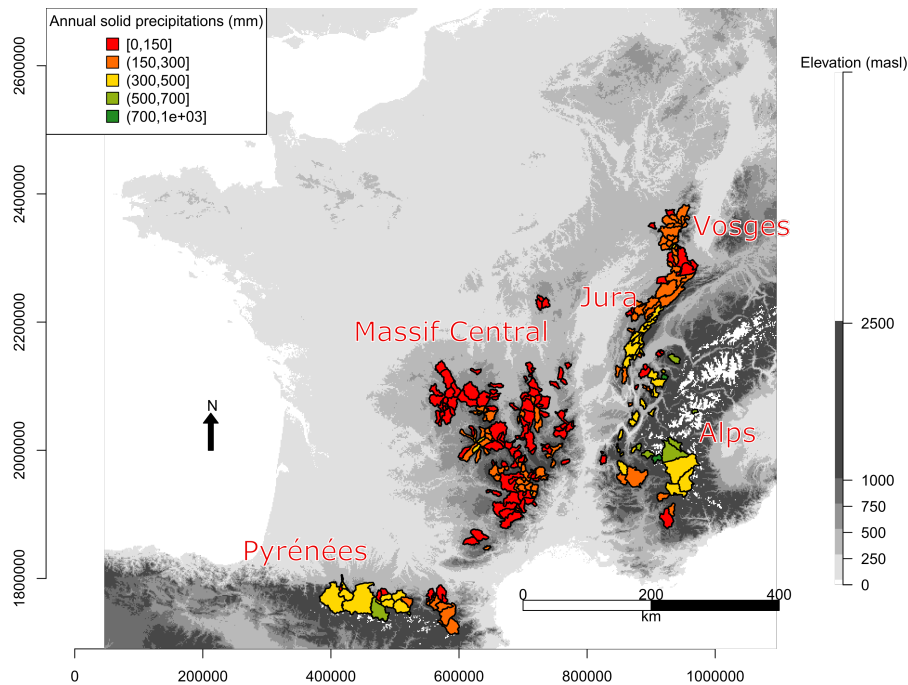 Annual solid precipitations (mm)
[0,150]
(150,300]
(300,500]
(500,700]
(700,1e+03]
Elevation (masl)
2500
1000
750
500
250
0
2600000
2400000
2200000
2000000
1800000
Vosges
Jura
Massif Central
N
Alps
Pyrénées
0 200 400
km
0 200000 400000 600000 800000 1000000